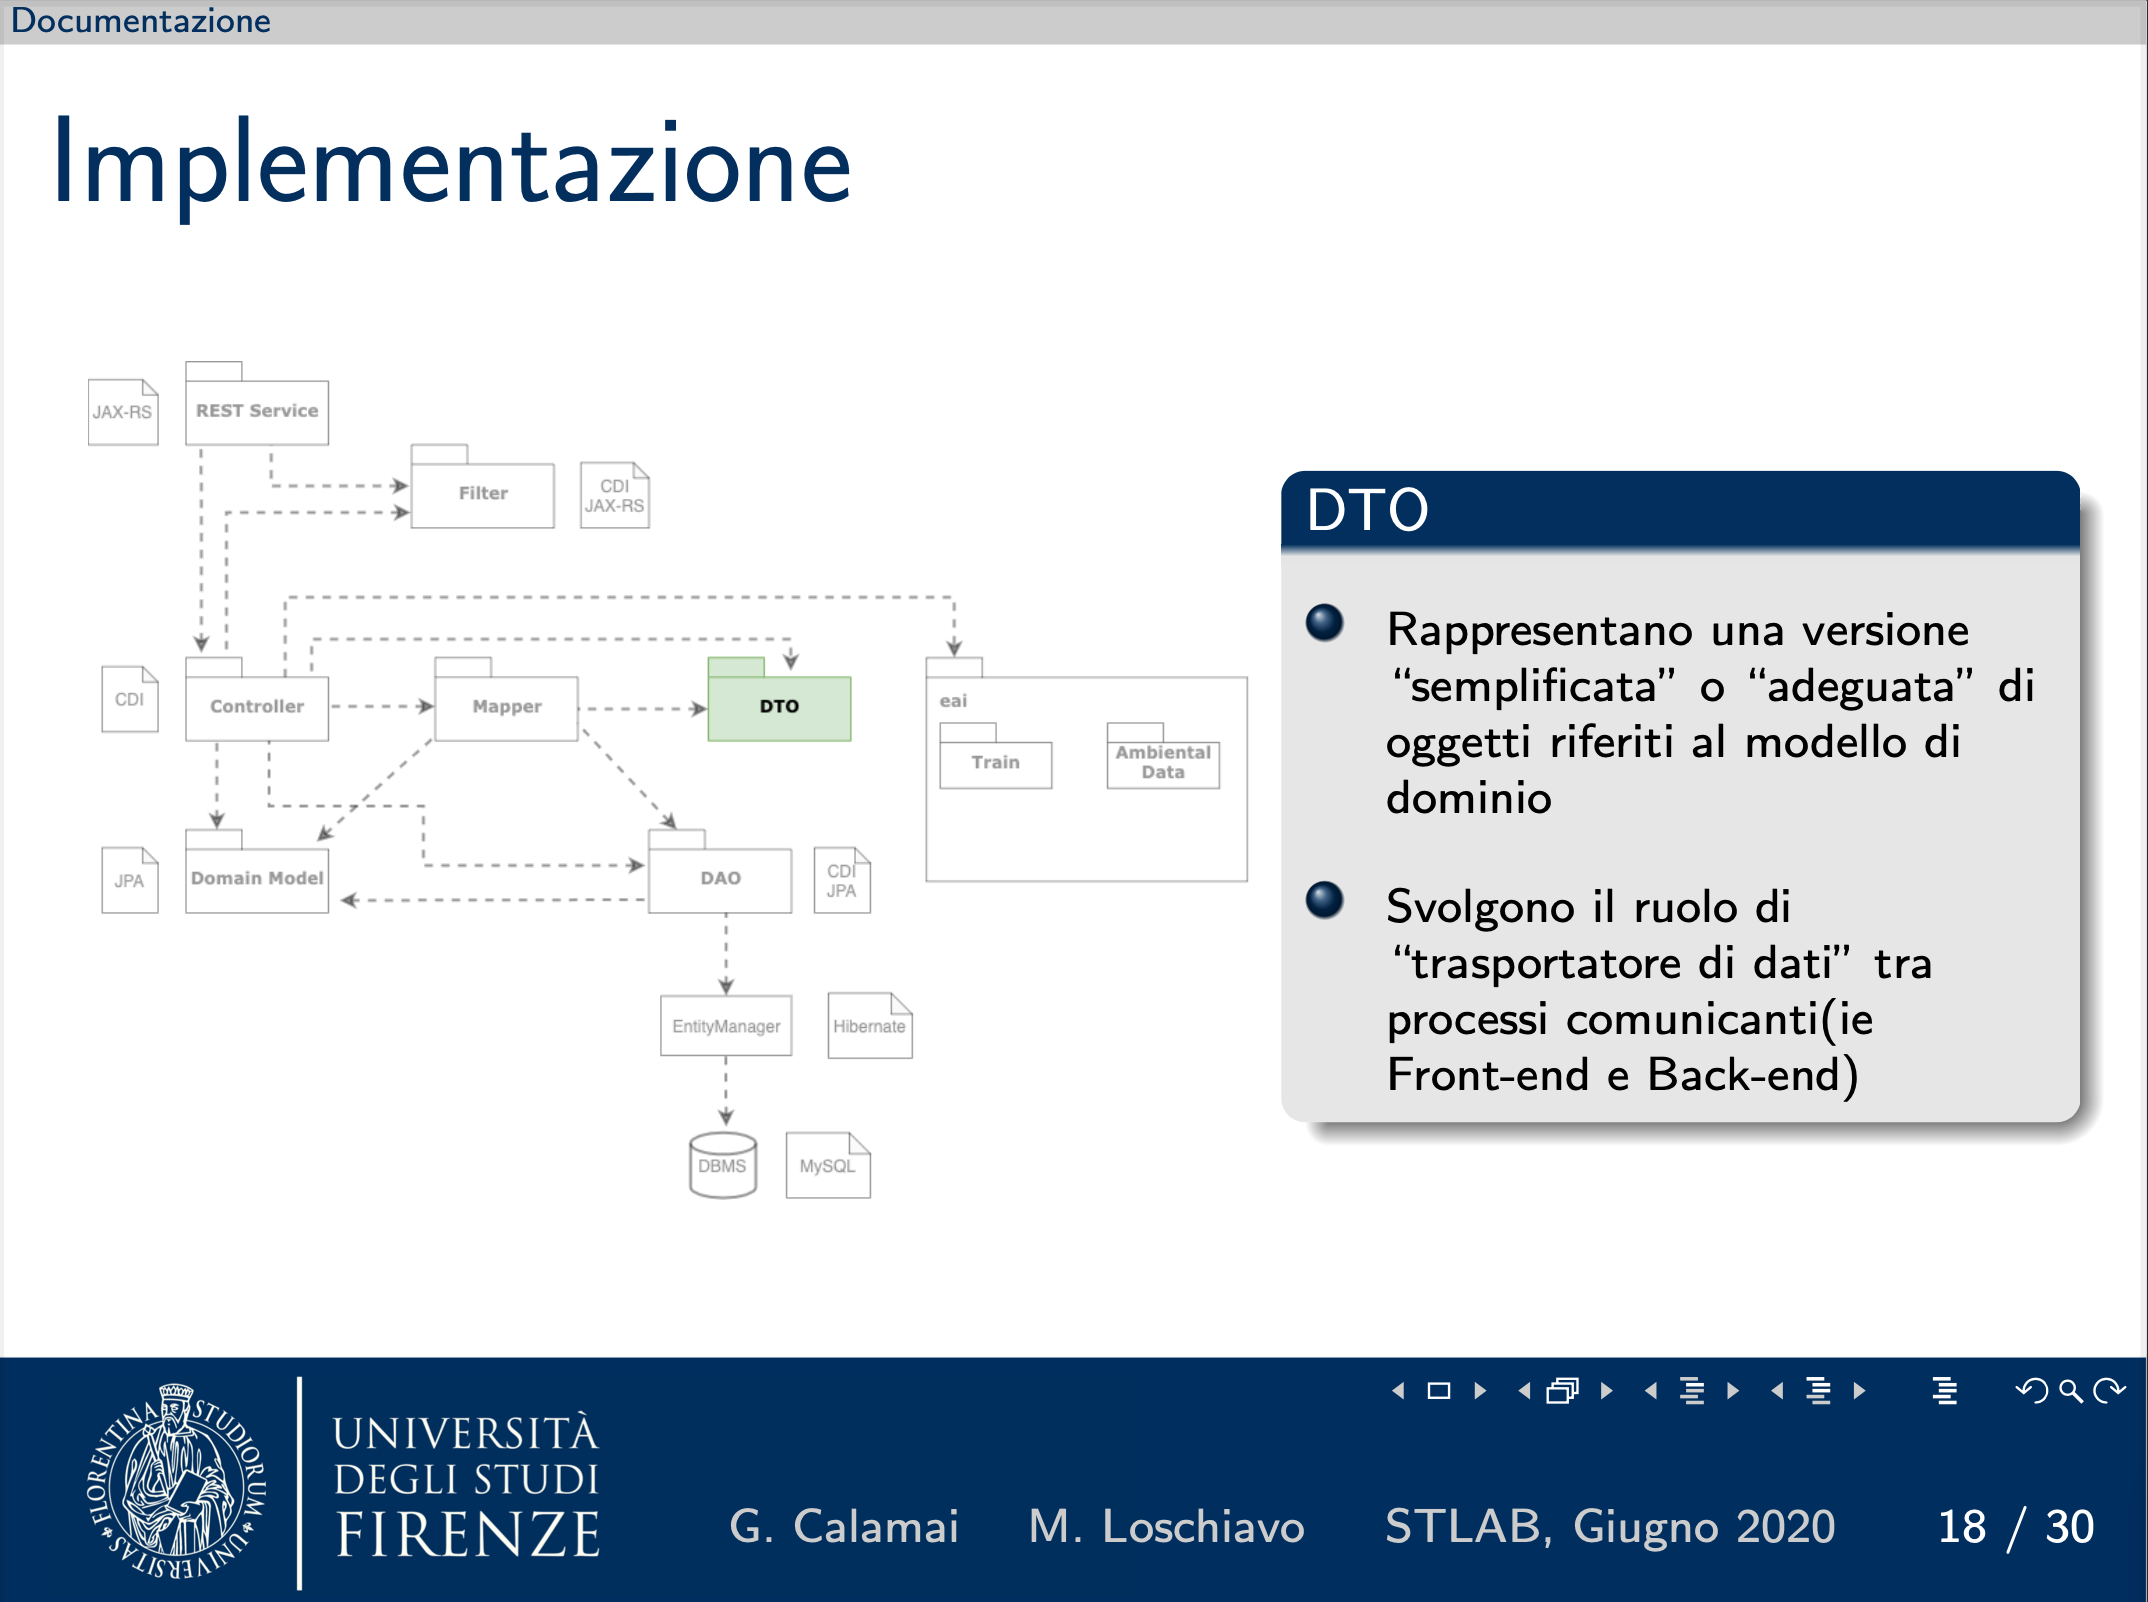 Documentazione
Implementazione
JAX-RS
REST Service
Filter
CDI
JAX-RS
CDI
Controller
Mapper
DTO
eai
Train
Ambiental
Data
JPA
Domain Model
DAO
CDI
JPA
EntityManager
Hibernate
DBMS
MySQL
DTO
Rappresentano una versione
“semplificata” o “adeguata” di
oggetti riferiti al modello di
dominio
Svolgono il ruolo di
“trasportatore di dati” tra
processi comunicanti(ie
Front-end e Back-end)
FLORENTINA STUDIORUM UNIVERSITAS
UNIVERSITÀ
DEGLI STUDI
FIRENZE
G. Calamai M. Loschiavo STLAB, Giugno 2020 18 / 30